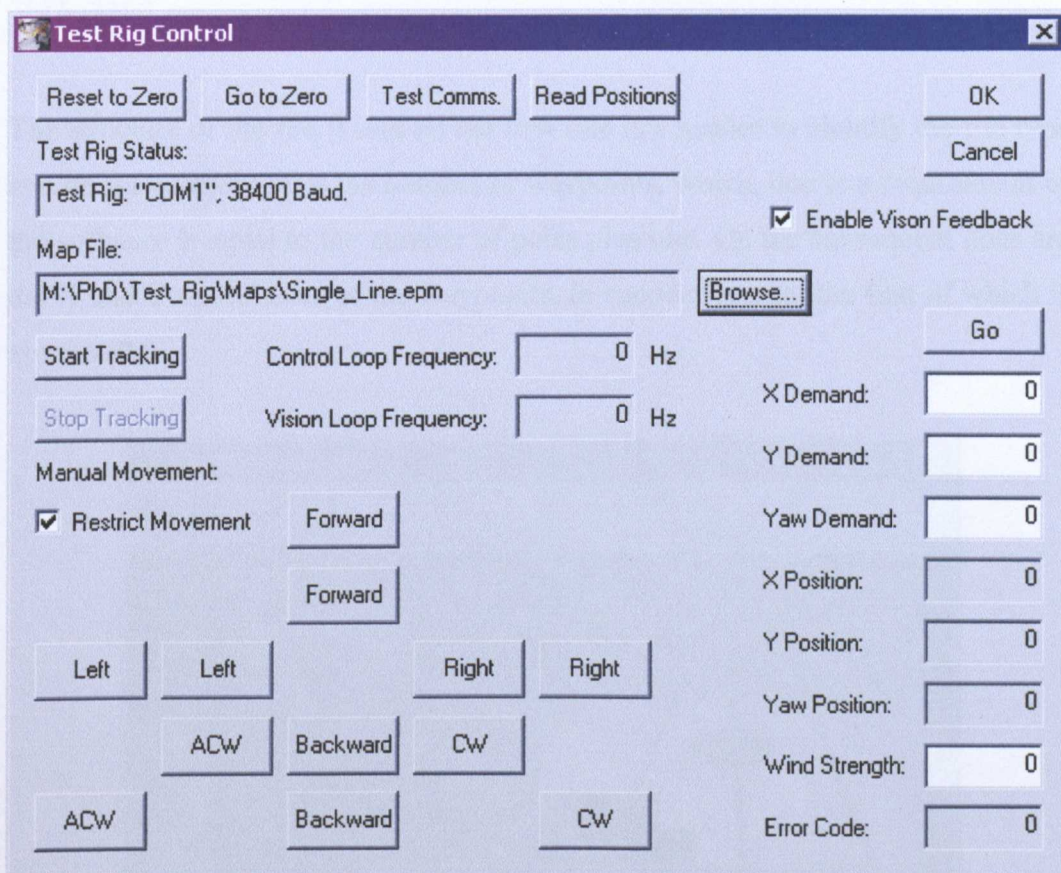 Test Rig Control
Reset to Zero Go to Zero Test Comms. Read Positions OK
Test Rig Status: Cancel
Test Rig: "COM1", 38400 Baud.
Enable Vison Feedback
Map File:
M:\PhD\Test_Rig\Maps\Single_Line.epm Browse...
Go
Start Tracking Control Loop Frequency: 0 Hz
X Demand: 0
Stop Tracking Vision Loop Frequency: 0 Hz
Y Demand: 0
Manual Movement:
Restrict Movement Forward Yaw Demand: 0
Forward X Position: 0
Left Left Right Right Y Position: 0
Yaw Position: 0
ACW Backward CW
Wind Strength: 0
ACW Backward CW Error Code: 0